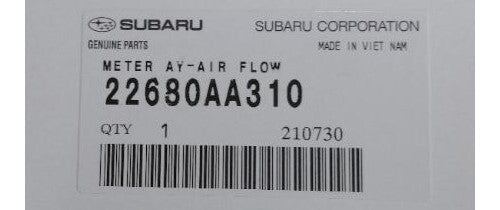 SUBARU SUBARU CORPORATION
GENUINE PARTS MADE IN VIET NAM
METER AY-AIR FLOW
22680AA310
QTY 1 210730